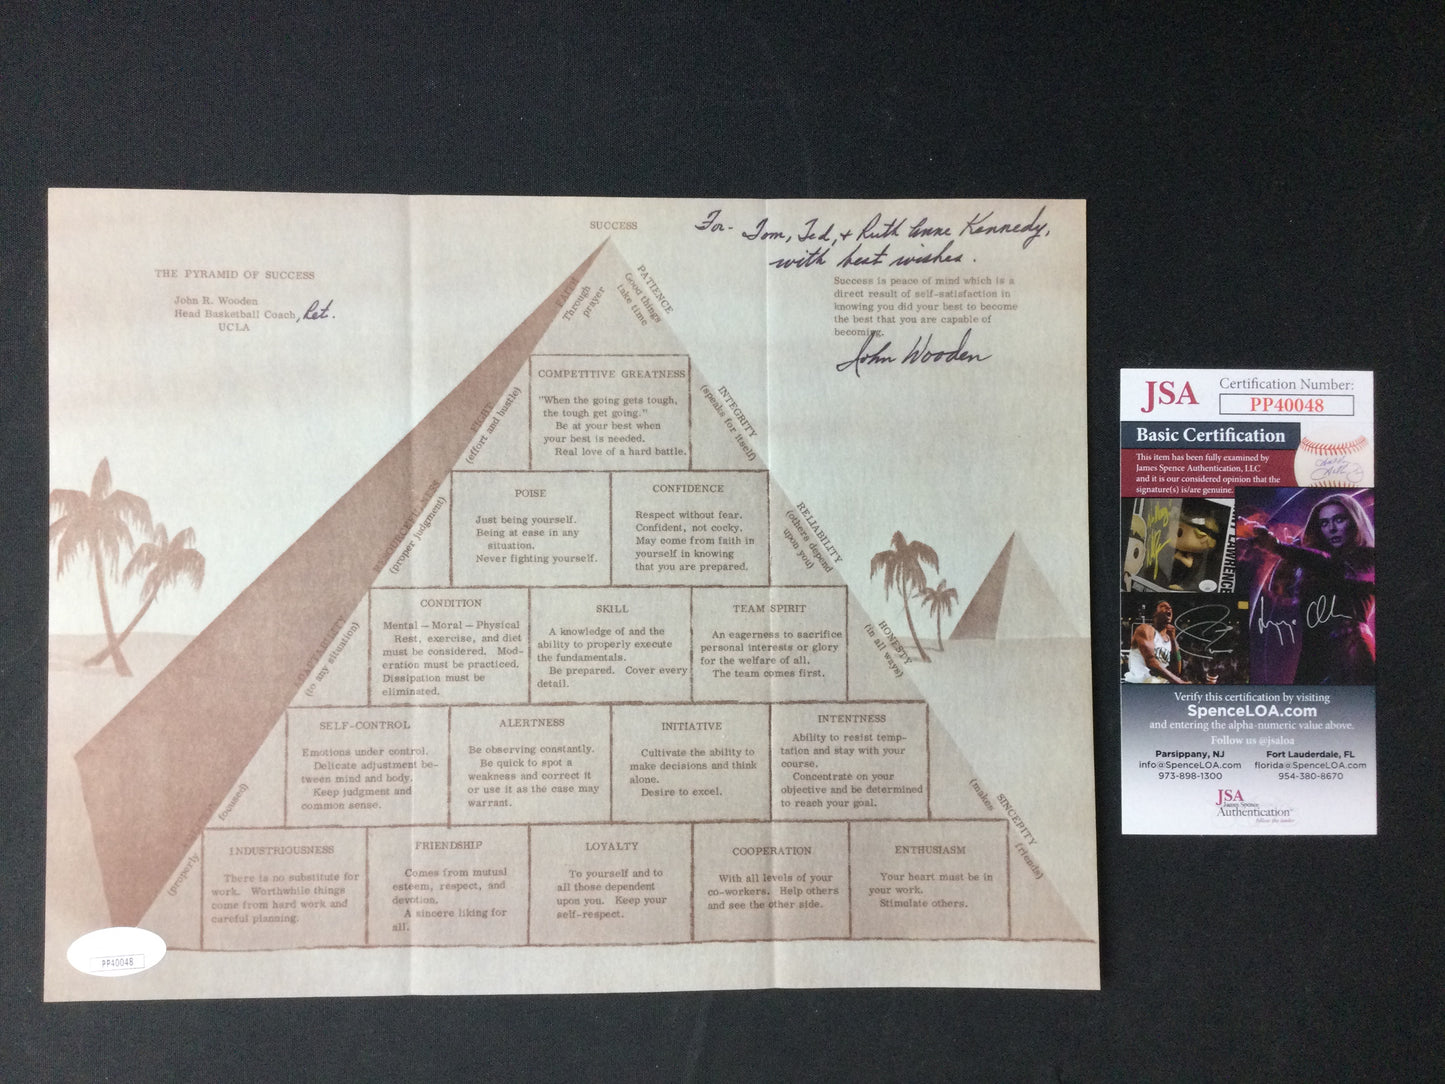 SUCCESS
For- Tom, Ted, + Ruth Anne Kennedy,
with best wishes.
THE PYRAMID OF SUCCESS
John R. Wooden
Head Basketball Coach, Ret.
UCLA
Success is peace of mind which is a
direct result of self-satisfaction in
knowing you did your best to become
the best that you are capable of
becoming.
John Wooden
FAITH
Through
prayer
PATIENCE
Good things
take time
FIGHT
(effort and hustle)
INTEGRITY
(speaks for itself)
RESOURCEFULNESS
(proper judgment)
RELIABILITY
(others depend
upon you)
ADAPTABILITY
(to any situation)
HONESTY
(in all ways)
(properly focused)
SINCERITY
(makes friends)
COMPETITIVE GREATNESS
"When the going gets tough,
the tough get going."
Be at your best when
your best is needed.
Real love of a hard battle.
POISE
Just being yourself.
Being at ease in any
situation.
Never fighting yourself.
CONFIDENCE
Respect without fear.
Confident, not cocky.
May come from faith in
yourself in knowing
that you are prepared.
CONDITION
Mental — Moral — Physical
Rest, exercise, and diet
must be considered. Mod-
eration must be practiced.
Dissipation must be
eliminated.
SKILL
A knowledge of and the
ability to properly execute
the fundamentals.
Be prepared. Cover every
detail.
TEAM SPIRIT
An eagerness to sacrifice
personal interests or glory
for the welfare of all.
The team comes first.
SELF-CONTROL
Emotions under control.
Delicate adjustment be-
tween mind and body.
Keep judgment and
common sense.
ALERTNESS
Be observing constantly.
Be quick to spot a
weakness and correct it
or use it as the case may
warrant.
INITIATIVE
Cultivate the ability to
make decisions and think
alone.
Desire to excel.
INTENTNESS
Ability to resist temp-
tation and stay with your
course.
Concentrate on your
objective and be determined
to reach your goal.
INDUSTRIOUSNESS
There is no substitute for
work. Worthwhile things
come from hard work and
careful planning.
FRIENDSHIP
Comes from mutual
esteem, respect, and
devotion.
A sincere liking for
all.
LOYALTY
To yourself and to
all those dependent
upon you. Keep your
self-respect.
COOPERATION
With all levels of your
co-workers. Help others
and see the other side.
ENTHUSIASM
Your heart must be in
your work.
Stimulate others.
PP40048
JSA
Certification Number:
PP40048
Basic Certification
This item has been fully examined by
James Spence Authentication, LLC
and it is our considered opinion that the
signature(s) is/are genuine.
LAWRENCE
Verify this certification by visiting
SpenceLOA.com
and entering the alpha-numeric value above.
Follow us @jsaloa
Parsippany, NJ
info@SpenceLOA.com
973-898-1300
Fort Lauderdale, FL
florida@SpenceLOA.com
954-380-8670
JSA
James Spence
Authentication
follow the leader